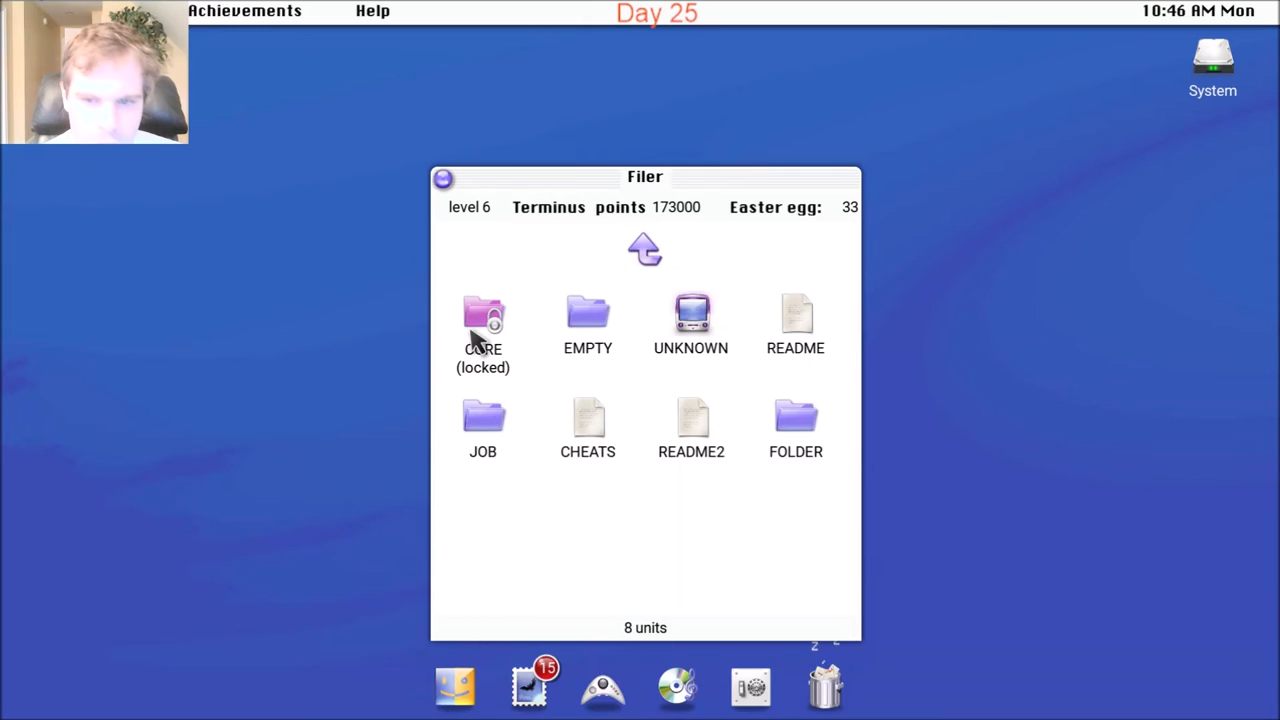 Achievements Help Day 25 10:46 AM Mon
System
Filer
level 6 Terminus points 173000 Easter egg: 33
CORE EMPTY UNKNOWN README
(locked)
JOB CHEATS README2 FOLDER
8 units
z z
15